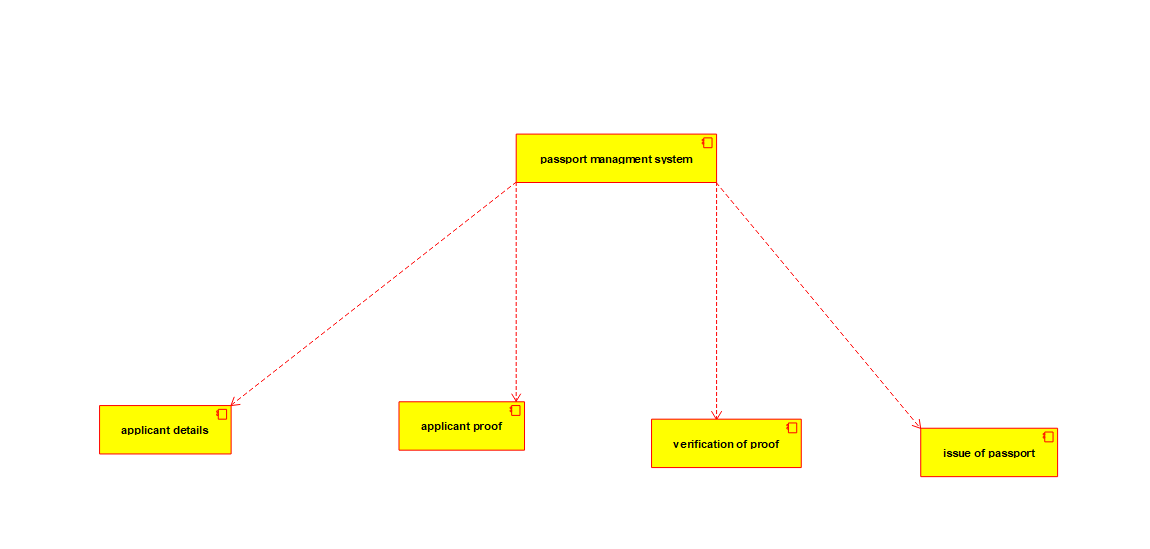 passport managment system
applicant details
applicant proof
verification of proof
issue of passport